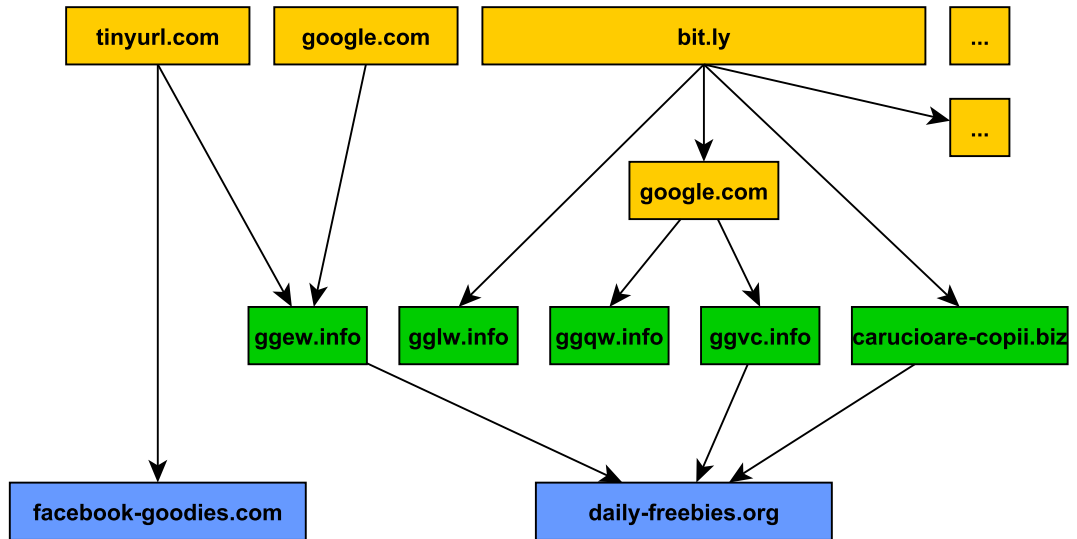 tinyurl.com
google.com
bit.ly
...
...
google.com
ggew.info
gglw.info
ggqw.info
ggvc.info
carucioare-copii.biz
facebook-goodies.com
daily-freebies.org